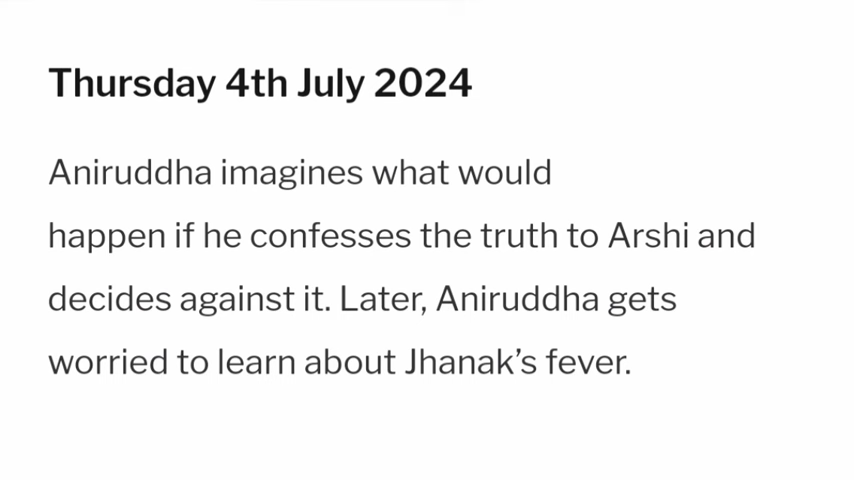 Thursday 4th July 2024
Aniruddha imagines what would
happen if he confesses the truth to Arshi and
decides against it. Later, Aniruddha gets
worried to learn about Jhanak’s fever.